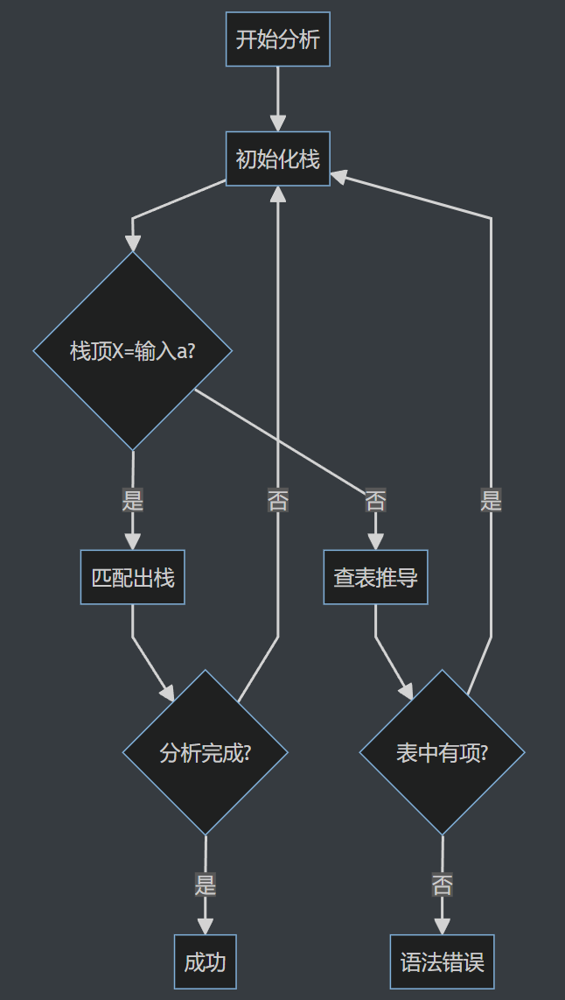 开始分析
初始化栈
栈顶X=输入a?
是
否
否
是
匹配出栈
查表推导
分析完成?
表中有项?
是
否
成功
语法错误